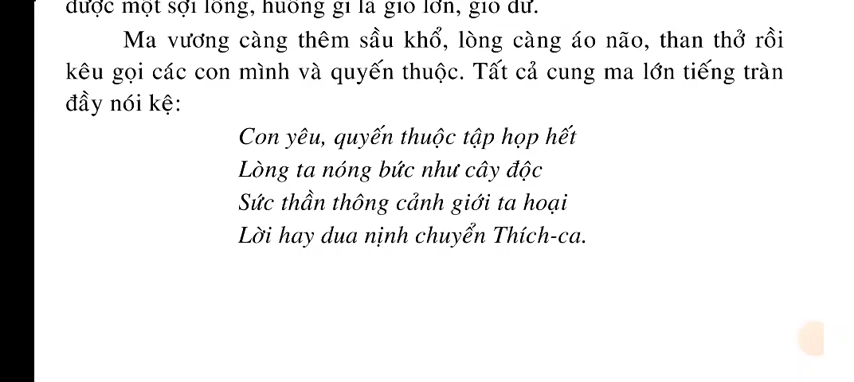 được một sợi lông, huống gì là gió lớn, gió dữ.
Ma vương càng thêm sầu khổ, lòng càng áo não, than thở rồi
kêu gọi các con mình và quyến thuộc. Tất cả cung ma lớn tiếng tràn
đầy nói kệ:
Con yêu, quyến thuộc tập họp hết
Lòng ta nóng bức như cây độc
Sức thần thông cảnh giới ta hoại
Lời hay dua nịnh chuyển Thích-ca.